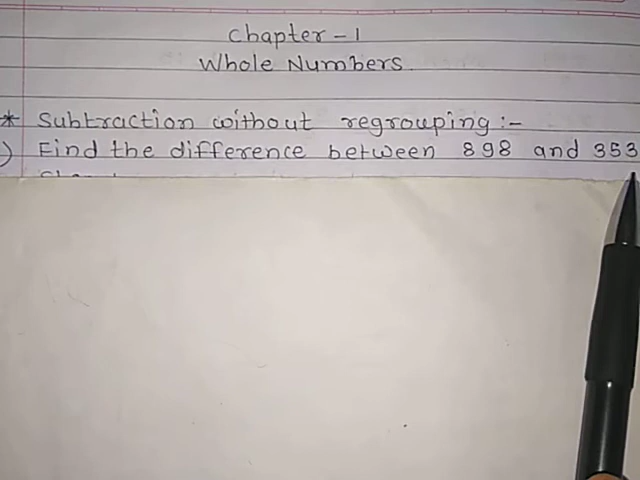 Chapter - 1
Whole Numbers
* Subtraction without regrouping :-
) Find the difference between 898 and 353